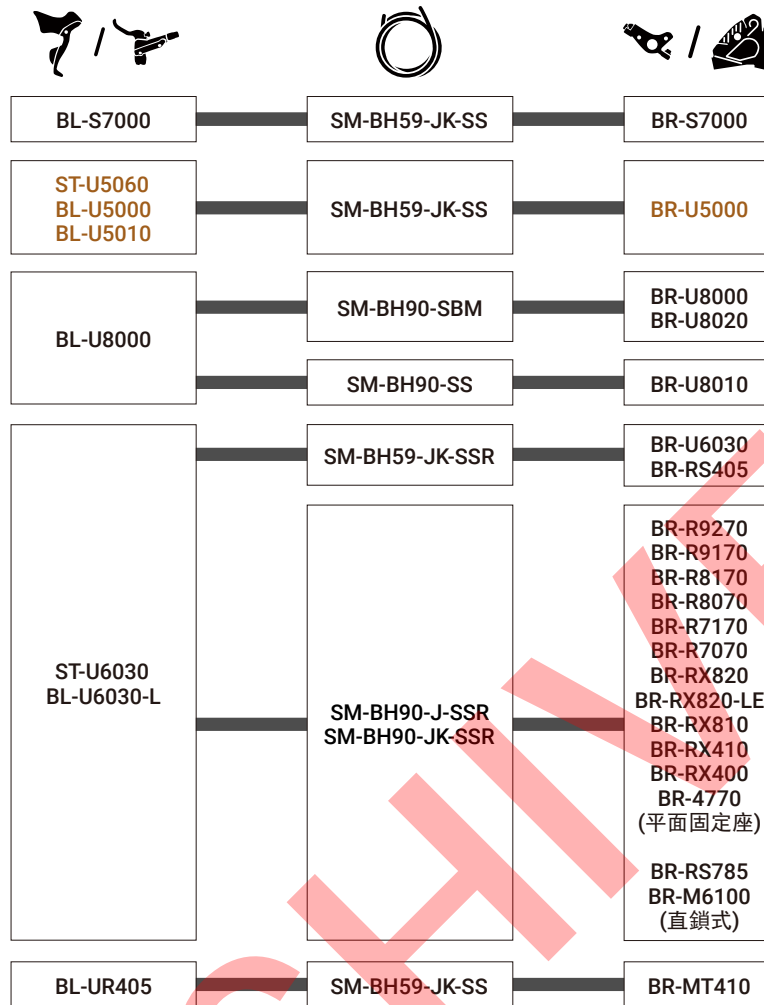 BL-S7000
SM-BH59-JK-SS
BR-S7000
ST-U5060
BL-U5000
BL-U5010
SM-BH59-JK-SS
BR-U5000
BL-U8000
SM-BH90-SBM
BR-U8000
BR-U8020
SM-BH90-SS
BR-U8010
ST-U6030
BL-U6030-L
SM-BH59-JK-SSR
BR-U6030
BR-RS405
SM-BH90-J-SSR
SM-BH90-JK-SSR
BR-R9270
BR-R9170
BR-R8170
BR-R8070
BR-R7170
BR-R7070
BR-RX820
BR-RX820-LE
BR-RX810
BR-RX410
BR-RX400
BR-4770
(平面固定座)
BR-RS785
BR-M6100
(直鎖式)
BL-UR405
SM-BH59-JK-SS
BR-MT410